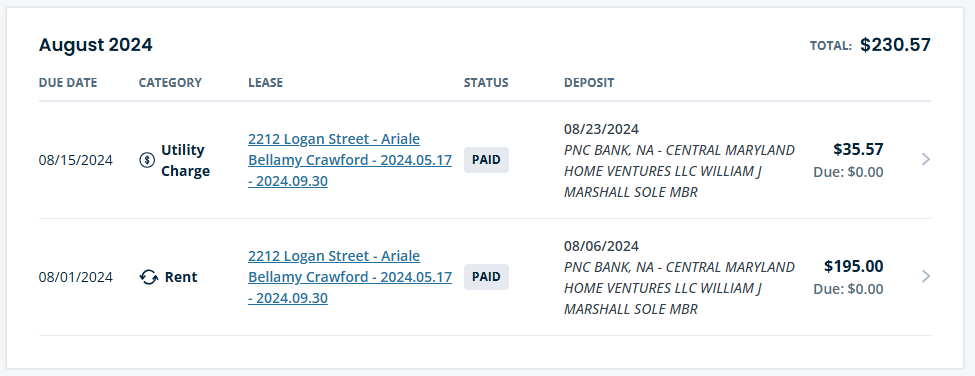 August 2024
TOTAL: $230.57
DUE DATE CATEGORY LEASE STATUS DEPOSIT
08/15/2024
Utility
Charge
2212 Logan Street - Ariale
Bellamy Crawford - 2024.05.17
- 2024.09.30
PAID
08/23/2024
PNC BANK, NA - CENTRAL MARYLAND
HOME VENTURES LLC WILLIAM J
MARSHALL SOLE MBR
$35.57
Due: $0.00
08/01/2024
Rent
2212 Logan Street - Ariale
Bellamy Crawford - 2024.05.17
- 2024.09.30
PAID
08/06/2024
PNC BANK, NA - CENTRAL MARYLAND
HOME VENTURES LLC WILLIAM J
MARSHALL SOLE MBR
$195.00
Due: $0.00